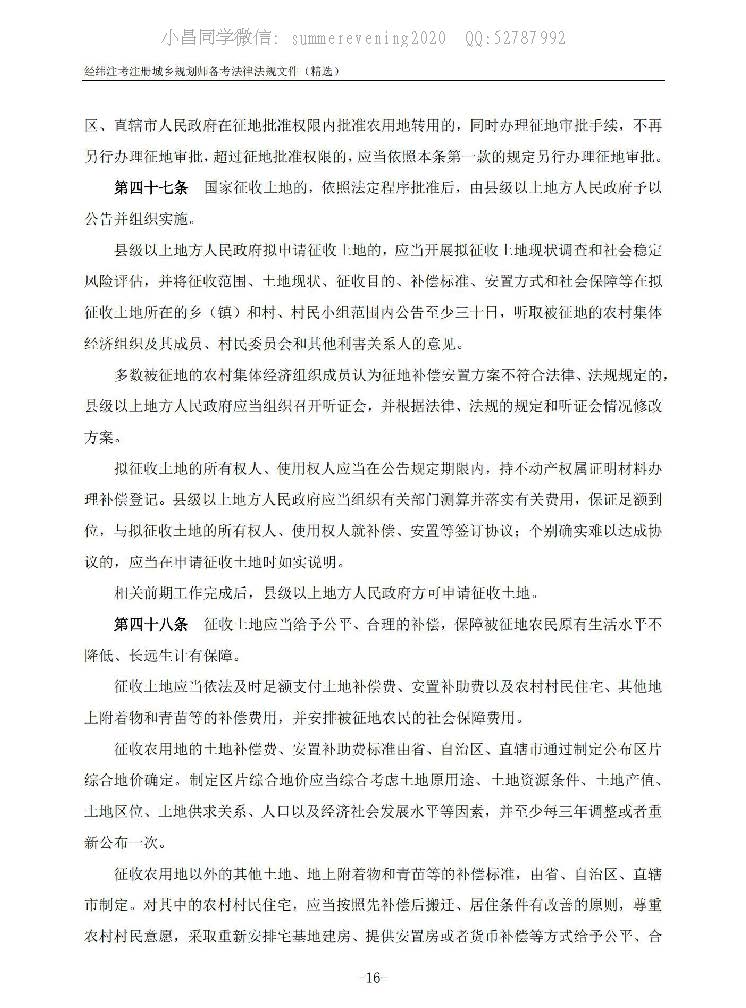 小昌同学微信: summerevening2020 QQ:52787992
经纬注考注册城乡规划师备考法律法规文件（精选）
区、直辖市人民政府在征地批准权限内批准农用地转用的，同时办理征地审批手续，不再
另行办理征地审批，超过征地批准权限的，应当依照本条第一款的规定另行办理征地审批。
第四十七条 国家征收土地的，依照法定程序批准后，由县级以上地方人民政府予以
公告并组织实施。
县级以上地方人民政府拟申请征收土地的，应当开展拟征收土地现状调查和社会稳定
风险评估，并将征收范围、土地现状、征收目的、补偿标准、安置方式和社会保障等在拟
征收土地所在的乡（镇）和村、村民小组范围内公告至少三十日，听取被征地的农村集体
经济组织及其成员、村民委员会和其他利害关系人的意见。
多数被征地的农村集体经济组织成员认为征地补偿安置方案不符合法律、法规规定的，
县级以上地方人民政府应当组织召开听证会，并根据法律、法规的规定和听证会情况修改
方案。
拟征收土地的所有权人、使用权人应当在公告规定期限内，持不动产权属证明材料办
理补偿登记。县级以上地方人民政府应当组织有关部门测算并落实有关费用，保证足额到
位，与拟征收土地的所有权人、使用权人就补偿、安置等签订协议；个别确实难以达成协
议的，应当在申请征收土地时如实说明。
相关前期工作完成后，县级以上地方人民政府方可申请征收土地。
第四十八条 征收土地应当给予公平、合理的补偿，保障被征地农民原有生活水平不
降低、长远生计有保障。
征收土地应当依法及时足额支付土地补偿费、安置补助费以及农村村民住宅、其他地
上附着物和青苗等的补偿费用，并安排被征地农民的社会保障费用。
征收农用地的土地补偿费、安置补助费标准由省、自治区、直辖市通过制定公布区片
综合地价确定。制定区片综合地价应当综合考虑土地原用途、土地资源条件、土地产值、
土地区位、土地供求关系、人口以及经济社会发展水平等因素，并至少每三年调整或者重
新公布一次。
征收农用地以外的其他土地、地上附着物和青苗等的补偿标准，由省、自治区、直辖
市制定。对其中的农村村民住宅，应当按照先补偿后搬迁、居住条件有改善的原则，尊重
农村村民意愿，采取重新安排宅基地建房、提供安置房或者货币补偿等方式给予公平、合
-16-